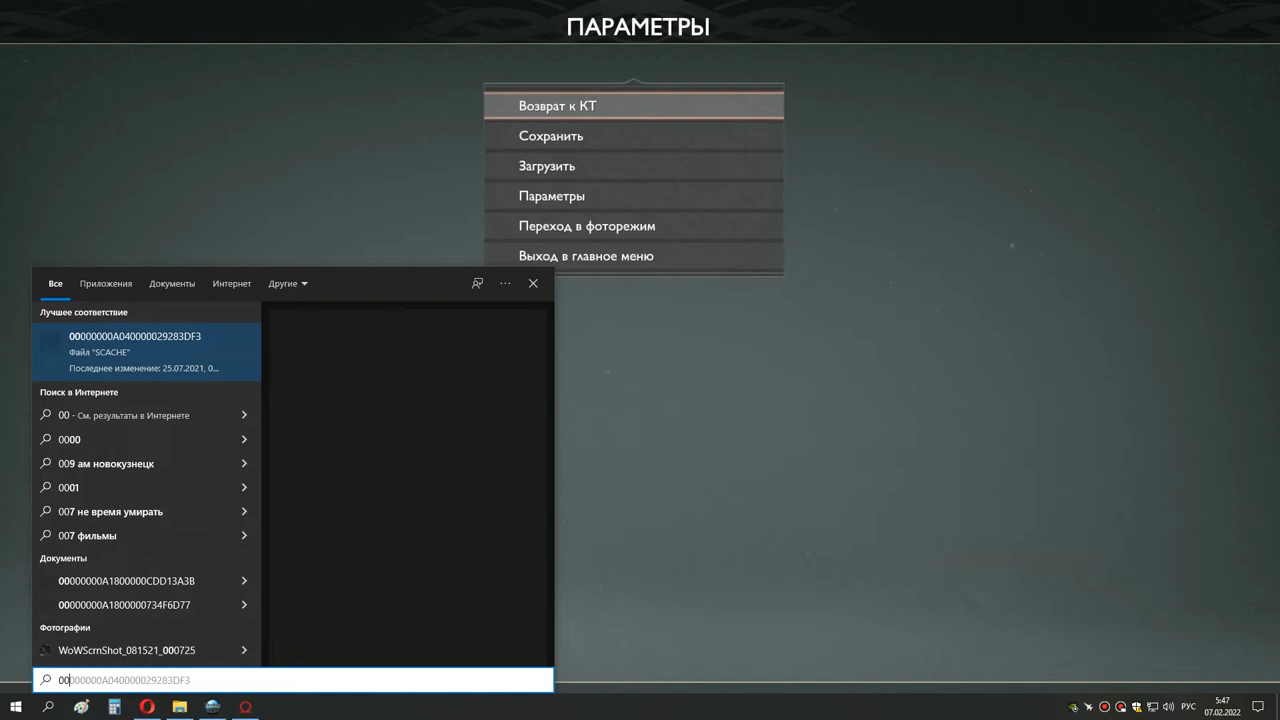 ПАРАМЕТРЫ
Возврат к КТ
Сохранить
Загрузить
Параметры
Переход в фоторежим
Выход в главное меню
Все
Приложения
Документы
Интернет
Другие
Лучшее соответствие
00000000A040000029283DF3
Файл "SCACHE"
Последнее изменение: 25.07.2021, 0...
Поиск в Интернете
00 - См. результаты в Интернете
0000
009 ам новокузнецк
0001
007 не время умирать
007 фильмы
Документы
00000000A1800000CDD13A3B
00000000A1800000734F6D77
Фотографии
WoWScrnShot_081521_000725
00000000A040000029283DF3
РУС
5:47
07.02.2022